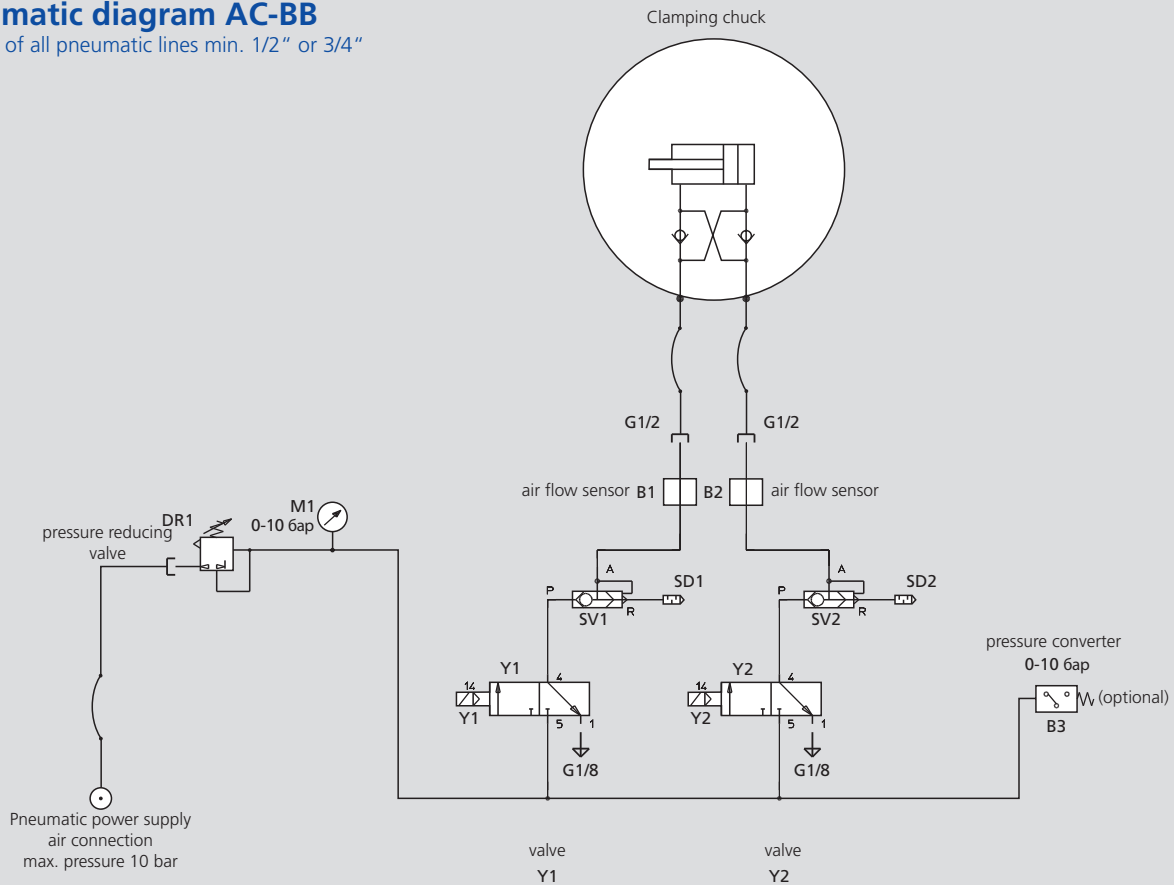 matic diagram AC-BB
of all pneumatic lines min. 1/2“ or 3/4“
Clamping chuck
G1/2
G1/2
air flow sensor B1
B2 air flow sensor
M1
0-10 бар
DR1
pressure reducing
valve
A
P
R
SV1
SD1
A
P
R
SV2
SD2
Y1
14
Y1
4
5
1
G1/8
Y2
14
Y2
4
5
1
G1/8
pressure converter
0-10 бар
(optional)
B3
Pneumatic power supply
air connection
max. pressure 10 bar
valve
Y1
valve
Y2